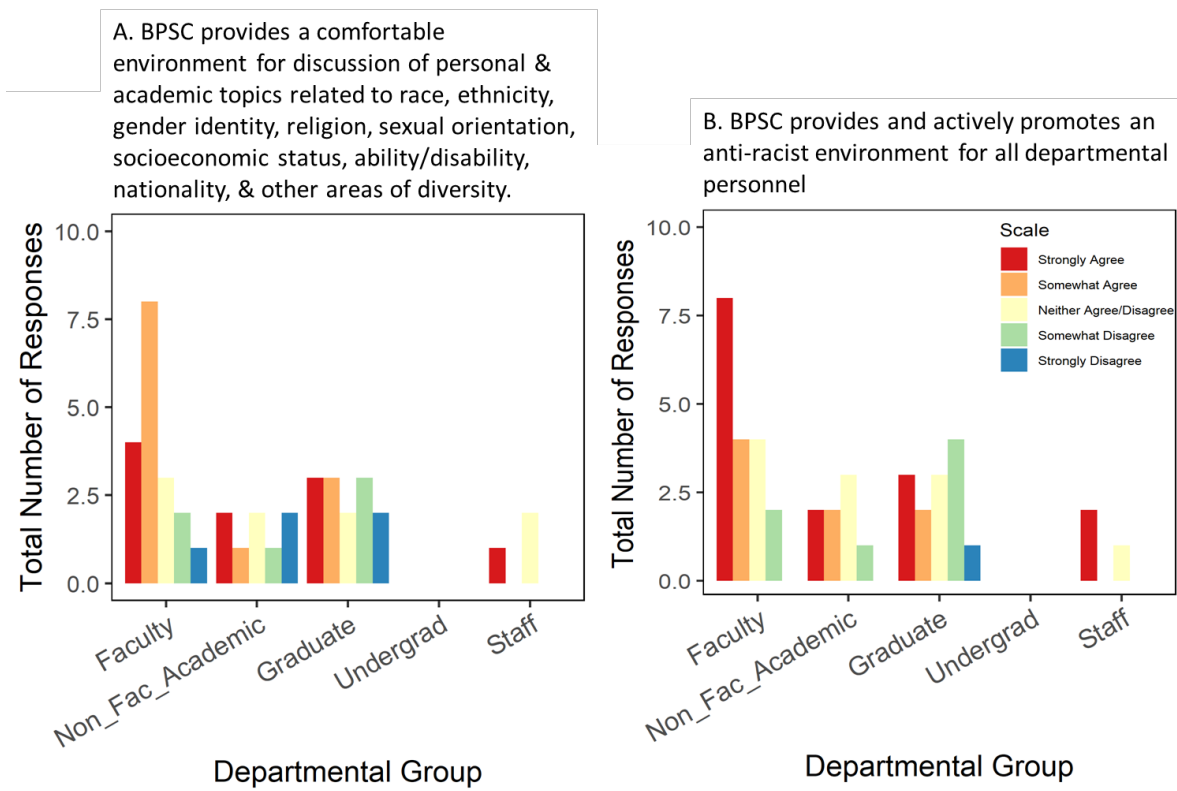 A. BPSC provides a comfortable
environment for discussion of personal &
academic topics related to race, ethnicity,
gender identity, religion, sexual orientation,
socioeconomic status, ability/disability,
nationality, & other areas of diversity.
Total Number of Responses
10.0
7.5
5.0
2.5
0.0
Faculty
Non_Fac_Academic
Graduate
Undergrad
Staff
Departmental Group
B. BPSC provides and actively promotes an
anti-racist environment for all departmental
personnel
Total Number of Responses
10.0
7.5
5.0
2.5
0.0
Scale
Strongly Agree
Somewhat Agree
Neither Agree/Disagree
Somewhat Disagree
Strongly Disagree
Faculty
Non_Fac_Academic
Graduate
Undergrad
Staff
Departmental Group